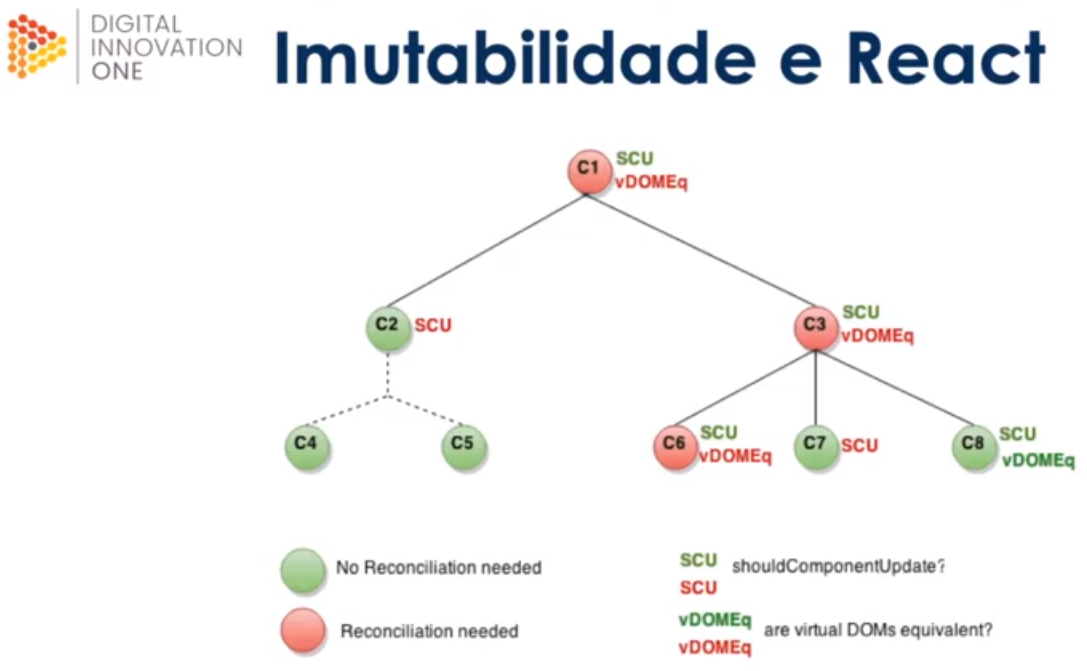 DIGITAL
INNOVATION
ONE
Imutabilidade e React
C1
SCU
vDOMEq
C2
SCU
C3
SCU
vDOMEq
C4
C5
C6
SCU
vDOMEq
C7
SCU
C8
SCU
vDOMEq
No Reconciliation needed
Reconciliation needed
SCU
SCU
shouldComponentUpdate?
vDOMEq
vDOMEq
are virtual DOMs equivalent?